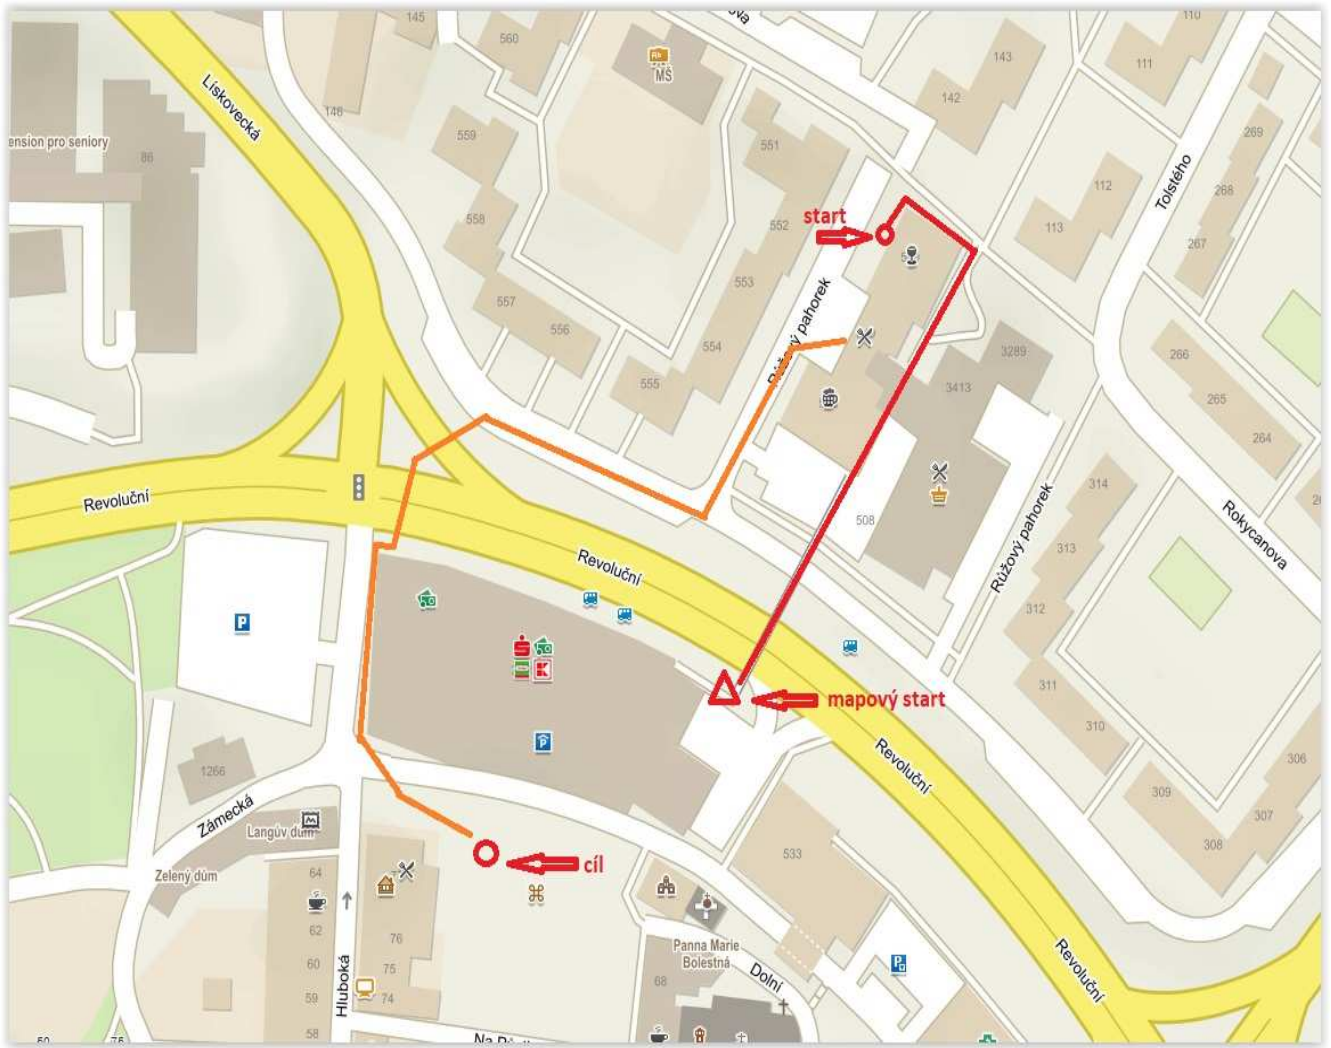 145
560
MŠ
143
110
111
142
Lískovecká
146
559
551
269
ension pro seniory
86
Tolstého
112
268
558
start
552
113
267
553
557
556
Růžový pahorek
554
3289
266
555
3413
265
264
Revoluční
314
508
Růžový pahorek
Rokycanova
Revoluční
313
P
312
S
K
311
mapový start
310
P
Revoluční
306
1266
309
307
Zámecká
Langův dům
308
533
cíl
64
Zelený dům
62
76
Panna Marie
Bolestná
P
60
75
68
Dolní
Revoluční
59
74
Hluboká
58